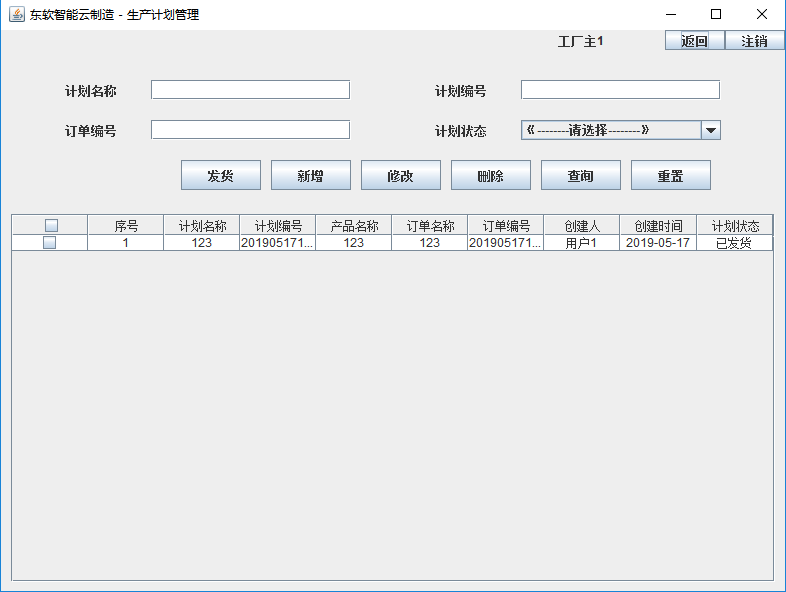 东软智能云制造 - 生产计划管理
工厂主1 返回 注销
计划名称 计划编号
订单编号 计划状态 《--------请选择--------》
发货 新增 修改 删除 查询 重置
序号 计划名称 计划编号 产品名称 订单名称 订单编号 创建人 创建时间 计划状态
1 123 201905171... 123 123 201905171... 用户1 2019-05-17 已发货